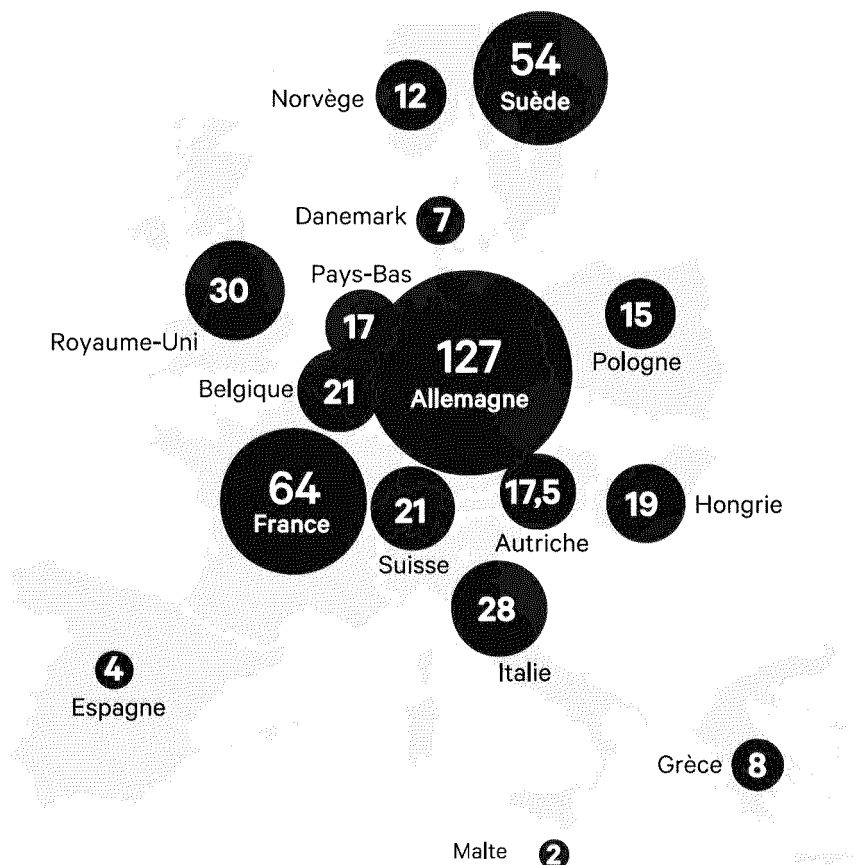 54
Suède
Norvège
12
Danemark
7
Pays-Bas
30
17
15
Royaume-Uni
127
Allemagne
Pologne
Belgique
21
64
France
21
Suisse
17,5
Autriche
19
Hongrie
28
Italie
4
Espagne
Grèce
8
Malte
2